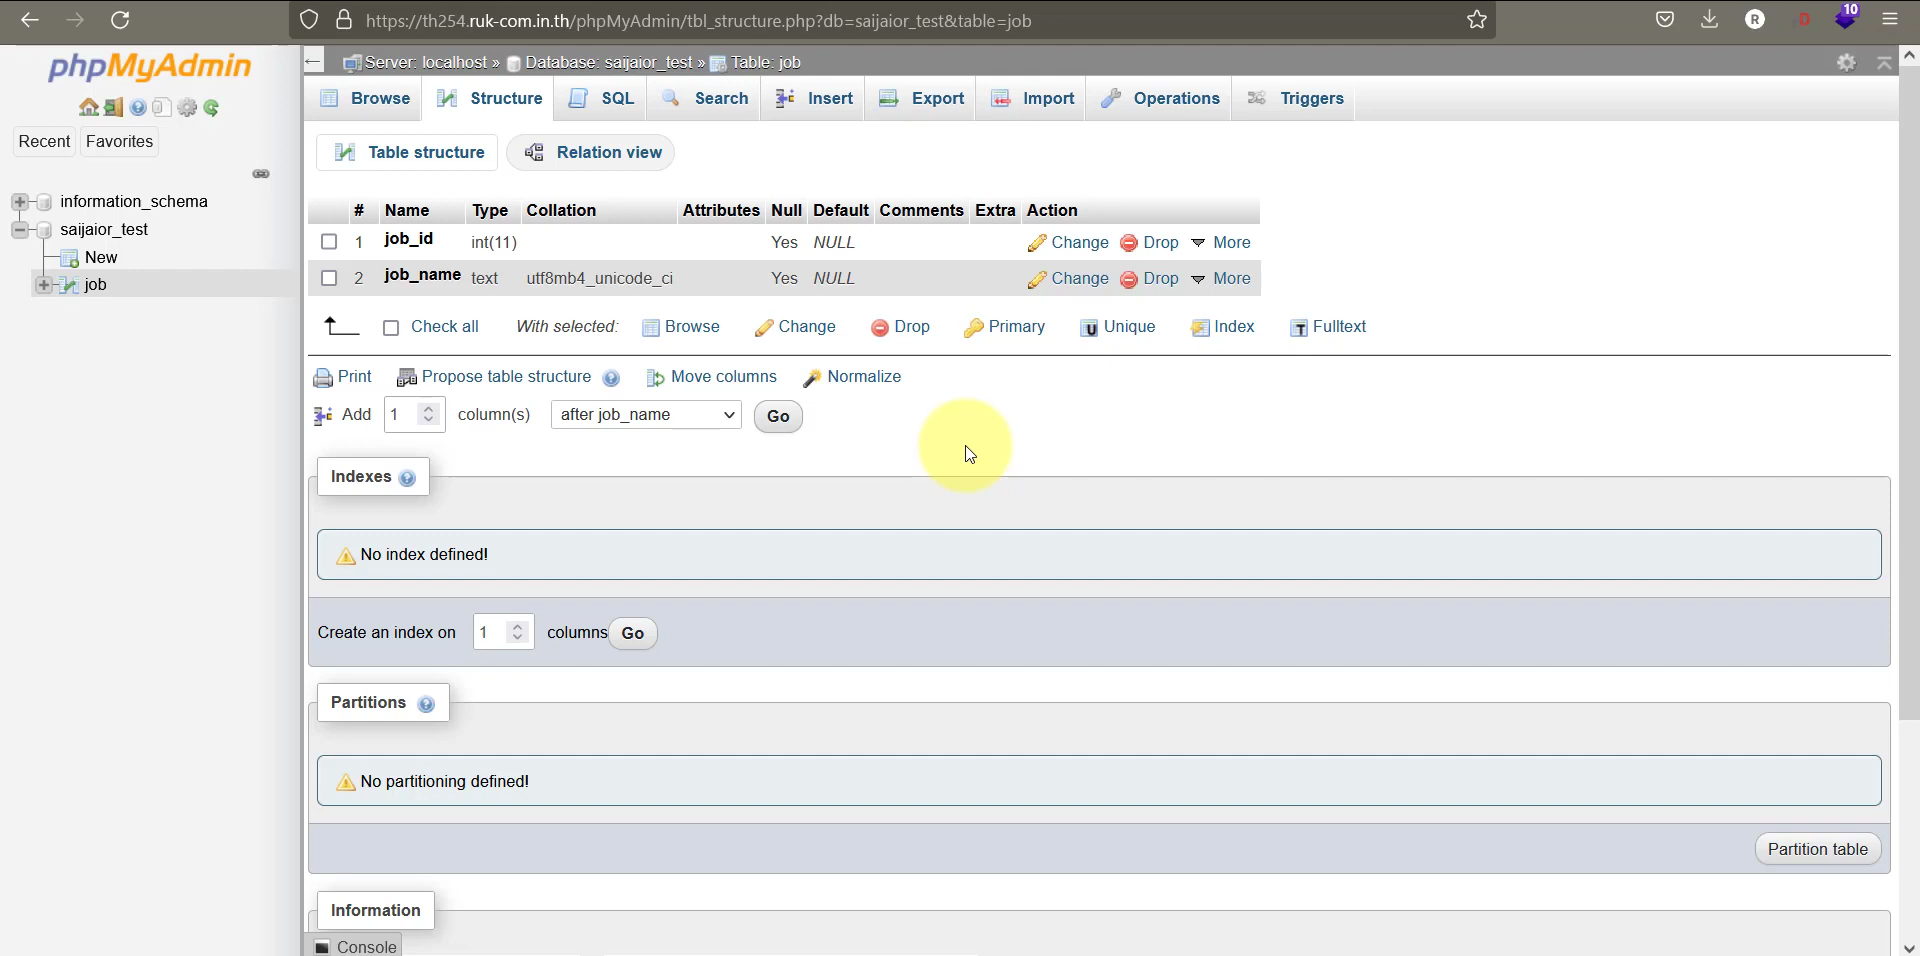 https://th254.ruk-com.in.th/phpMyAdmin/tbl_structure.php?db=saijaior_test&table=job
R
10
phpMyAdmin
Server: localhost » Database: saijaior_test » Table: job
Browse Structure SQL Search Insert Export Import Operations Triggers
Recent Favorites
Table structure Relation view
information_schema
saijaior_test
New
job
# Name Type Collation Attributes Null Default Comments Extra Action
1 job_id int(11) Yes NULL Change Drop More
2 job_name text utf8mb4_unicode_ci Yes NULL Change Drop More
Check all With selected: Browse Change Drop Primary Unique Index Fulltext
Print Propose table structure Move columns Normalize
Add 1 column(s) after job_name Go
Indexes
No index defined!
Create an index on 1 columns Go
Partitions
No partitioning defined!
Partition table
Information
Console